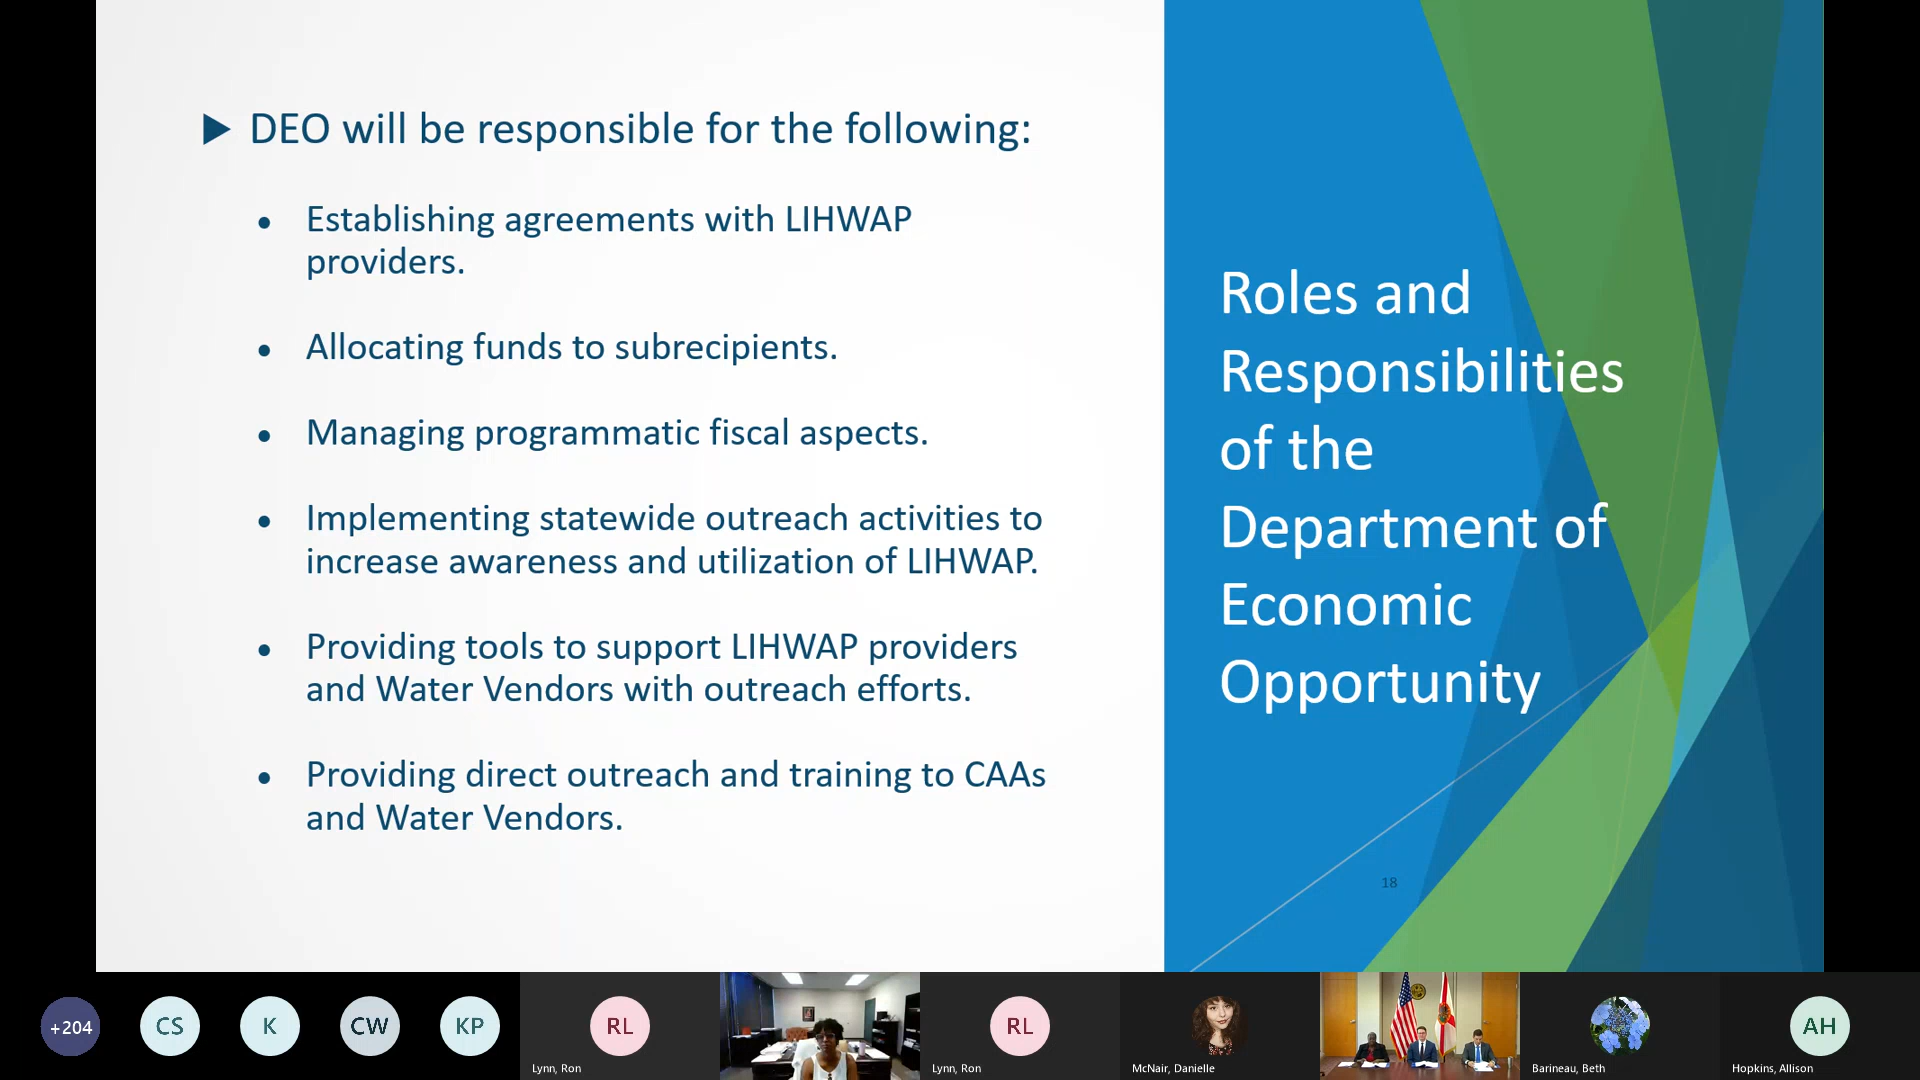 DEO will be responsible for the following:
Establishing agreements with LIHWAP
providers.
Allocating funds to subrecipients.
Managing programmatic fiscal aspects.
Implementing statewide outreach activities to
increase awareness and utilization of LIHWAP.
Providing tools to support LIHWAP providers
and Water Vendors with outreach efforts.
Providing direct outreach and training to CAAs
and Water Vendors.
Roles and
Responsibilities
of the
Department of
Economic
Opportunity
18
+204
CS
K
CW
KP
RL
Lynn, Ron
RL
Lynn, Ron
McNair, Danielle
Barineau, Beth
AH
Hopkins, Allison